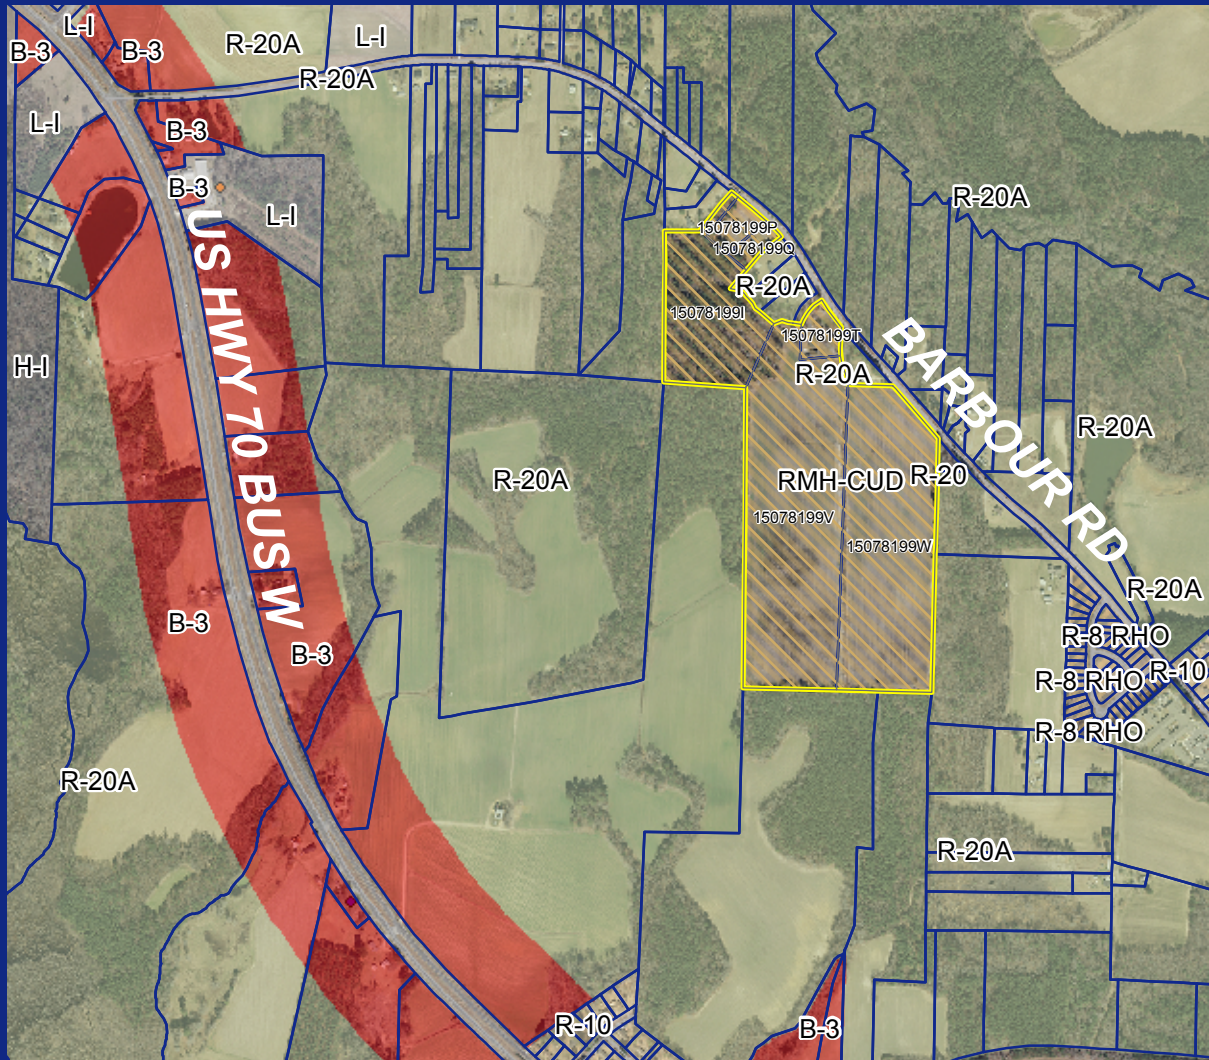 L-I
B-3
B-3
R-20A
L-I
R-20A
L-I
B-3
B-3
L-I
R-20A
15078199P
15078199Q
R-20A
15078199I
15078199T
US HWY 70 BUS W
H-I
R-20A
BARBOUR RD
R-20A
R-20A
RMH-CUD
R-20
15078199V
15078199W
R-20A
B-3
R-8 RHO
B-3
R-10
R-8 RHO
R-8 RHO
R-20A
R-20A
R-10
B-3